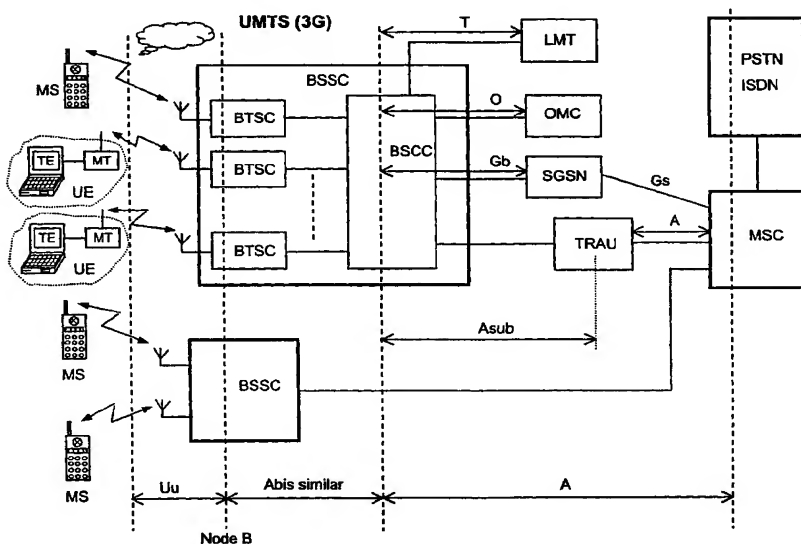 UMTS (3G)
T
LMT
PSTN
ISDN
MS
BSSC
BTSC
O
OMC
BSCC
TE
MT
UE
BTSC
Gb
SGSN
Gs
TE
MT
UE
BTSC
TRAU
A
MSC
Asub
MS
BSSC
MS
Uu
Abis similar
A
Node B